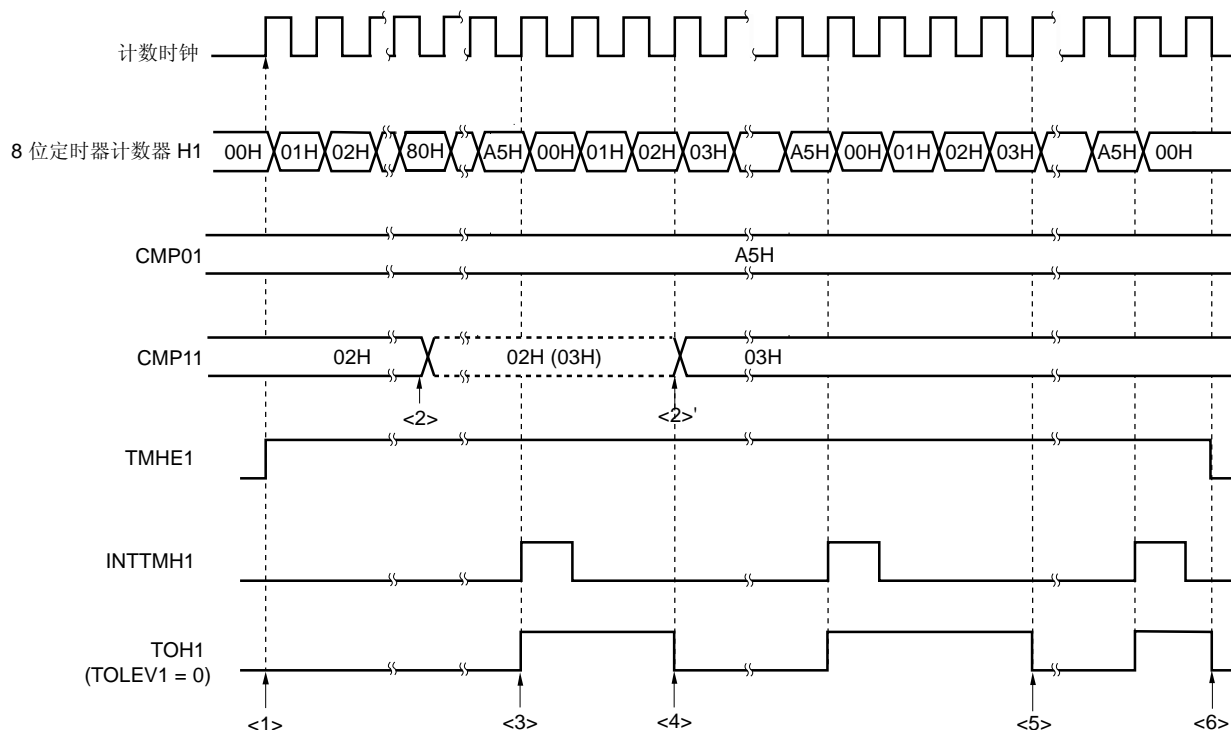 计数时钟
8 位定时器计数器 H1
00H 01H 02H 80H A5H 00H 01H 02H 03H A5H 00H 01H 02H 03H A5H 00H
CMP01
A5H
CMP11
02H 02H (03H) 03H
<2> <2>'
TMHE1
INTTMH1
TOH1
(TOLEV1 = 0)
<1> <3> <4> <5> <6>